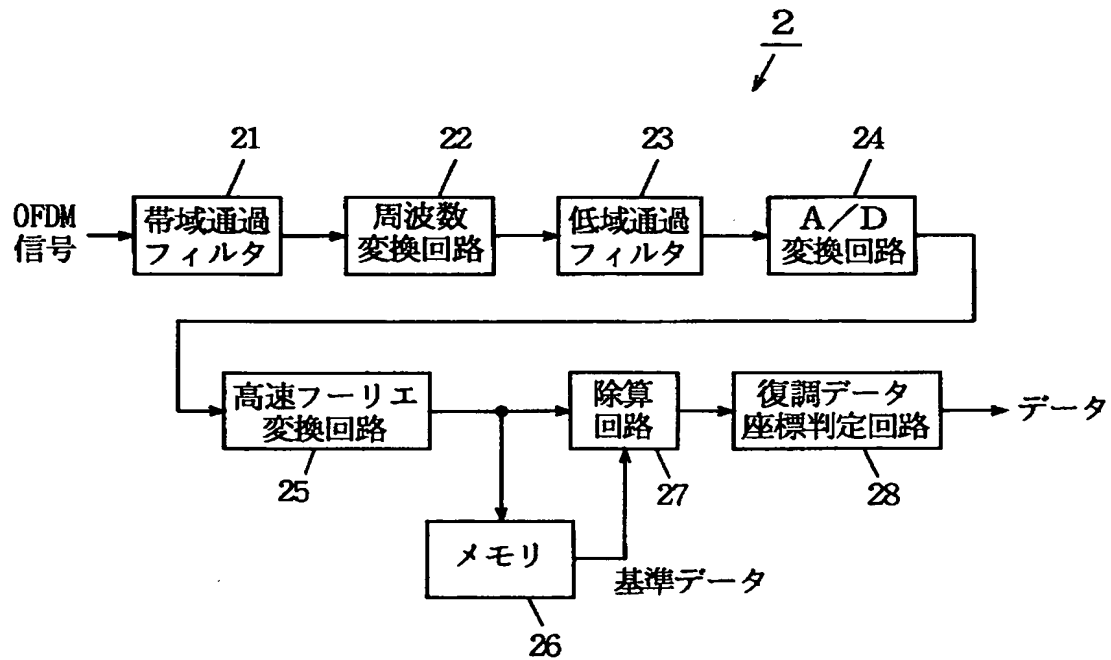 2
21
22
23
24
OFDM
信号
帯域通過
フィルタ
周波数
変換回路
低域通過
フィルタ
A／D
変換回路
高速フーリエ
変換回路
除算
回路
復調データ
座標判定回路
データ
25
27
28
メモリ
基準データ
26